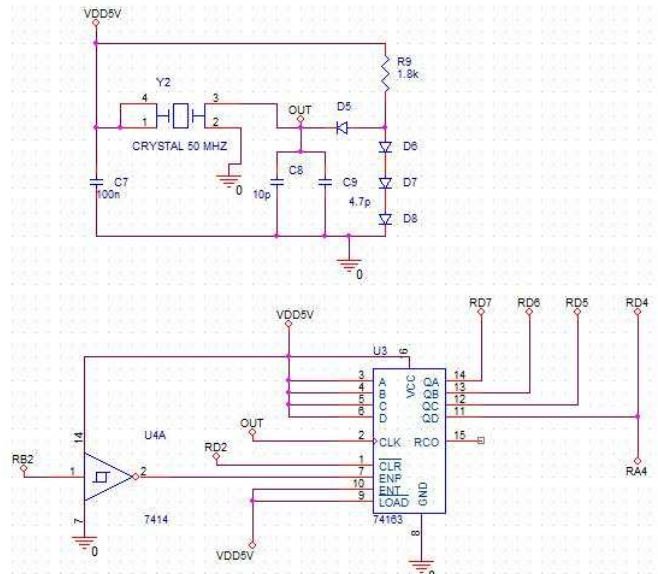 VDD5V
R9
1.8k
Y2
4
3
1
2
CRYSTAL 50 MHZ
OUT
D5
D6
D7
D8
C7
100n
0
C8
10p
C9
4.7p
0
RD7
RD6
RD5
RD4
VDD5V
U3
16
VCC
3
A
QA
14
4
B
QB
13
5
C
QC
12
6
D
QD
11
OUT
2
CLK
RCO
15
RD2
1
CLR
7
ENP
10
ENT
9
LOAD
GND
8
74163
0
RA4
U4A
14
RB2
1
2
7
7414
0
VDD5V